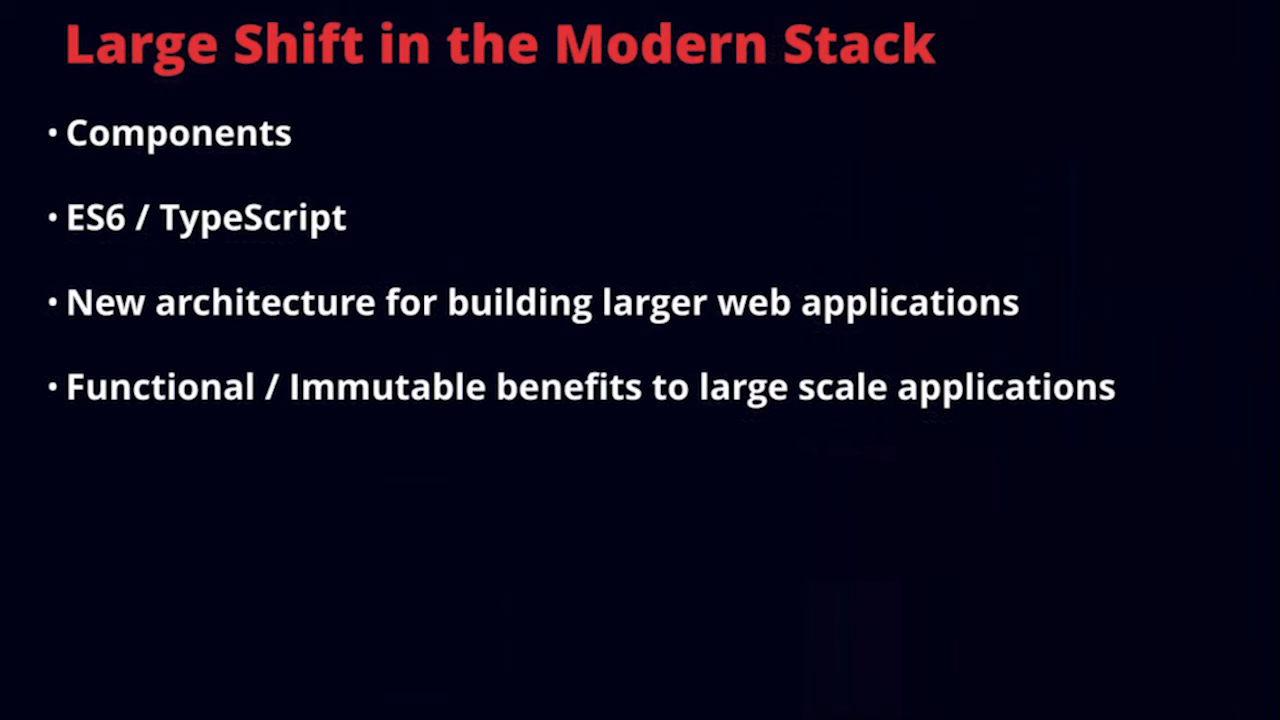 Large Shift in the Modern Stack
• Components
• ES6 / TypeScript
• New architecture for building larger web applications
• Functional / Immutable benefits to large scale applications